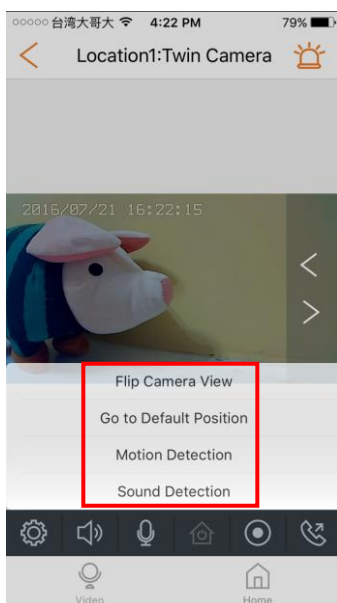 台湾大哥大 4:22 PM 79%
Location1:Twin Camera
2016/07/21 16:22:15
Flip Camera View
Go to Default Position
Motion Detection
Sound Detection
Video Home